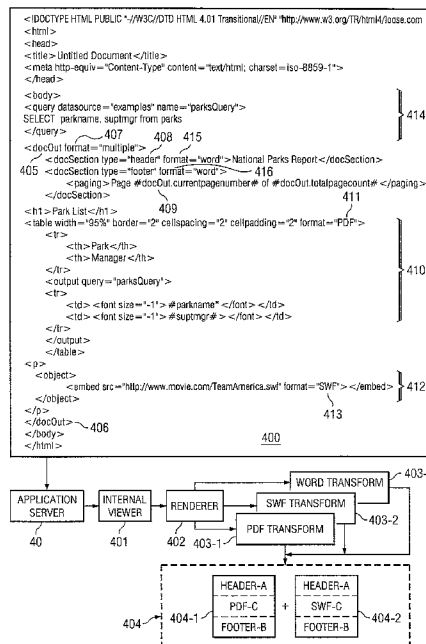 <!DOCTYPE HTML PUBLIC "-//W3C//DTD HTML 4.01 Transitional//EN" "http://www.w3.org/TR/html4/loose.com
<html>
<head>
<title>Untitled Document</title>
<meta http-equiv="Content-Type" content="text/html; charset=iso-8859-1">
</head>
<body>
<query datasource="examples" name="parksQuery">
SELECT parkname, suptmgr from parks
</query>
414
407
408
415
<docOut format="multiple">
405
<docSection type="header" format="word">National Parks Report</docSection>
<docSection type="footer" format="word">
416
<paging> Page #docOut.currentpagenumber# of #docOut.totalpagecount# </paging>
</docSection>
409
411
<h1>Park List</h1>
<table width="95%" border="2" cellspacing="2" cellpadding="2" format="PDF">
<tr>
<th>Park</th>
<th>Manager</th>
</tr>
<output query="parksQuery">
410
<tr>
<td> <font size="-1"> #parkname" </font> </td>
<td> <font size="-1"> #suptmgr#> </font> </td>
</tr>
</output>
</table>
<p>
<object>
<embed src="http://www.movie.com/TeamAmerica.swf" format="SWF"> </embed>
412
</object>
413
</p>
</docOut>
406
</body>
400
</html>
WORD TRANSFORM
403-
APPLICATION SERVER
INTERNAL VIEWER
RENDERER
SWF TRANSFORM
403-2
PDF TRANSFORM
40
401
402
403-1
404
404-1
HEADER-A
PDF-C
FOOTER-B
+
HEADER-A
SWF-C
FOOTER-B
404-2